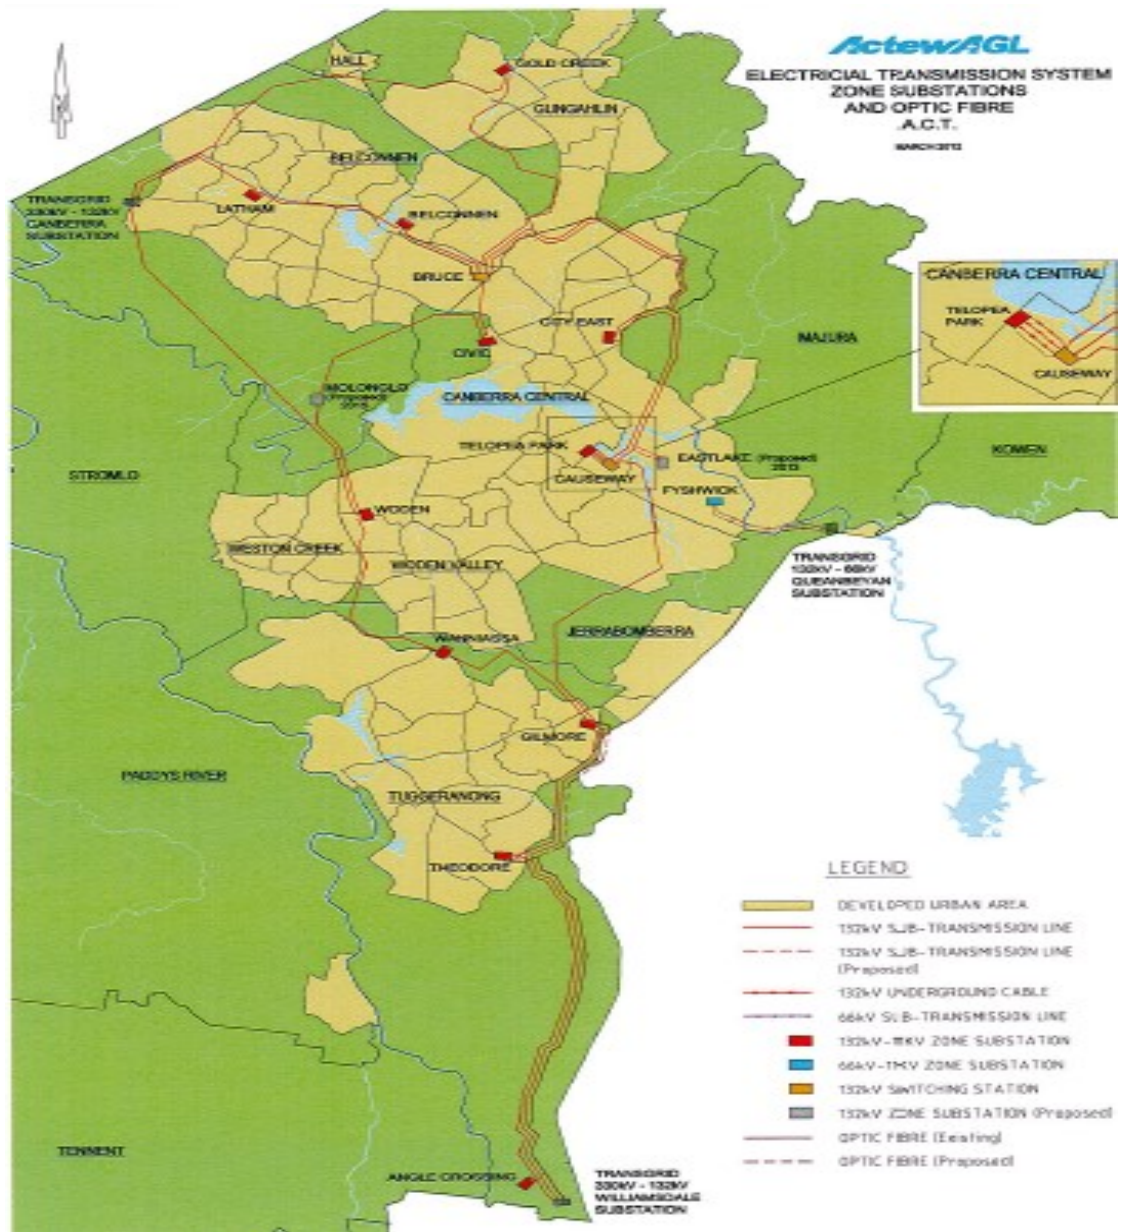 ActewAGL
ELECTRICIAL TRANSMISSION SYSTEM
ZONE SUBSTATIONS
AND OPTIC FIBRE
.A.C.T.
MARCH 2013
HALL
GOLD CREEK
GUNGAHLIN
BELCONNEN
TRANSGRID
330kV - 132kV
CANBERRA
SUBSTATION
LATHAM
BELCONNEN
BRUCE
CITY EAST
CIVIC
MAJURA
CANBERRA CENTRAL
TELOPEA
PARK
CAUSEWAY
MOLONGLO
(Proposed)
CANBERRA CENTRAL
TELOPEA PARK
CAUSEWAY
EASTLAKE (Proposed)
2013
FYSHWICK
KOWEN
STROMLO
WODEN
WESTON CREEK
WODEN VALLEY
TRANSGRID
132kV - 66kV
QUEANBEYAN
SUBSTATION
WANNIASSA
JERRABOMBERRA
GILMORE
PADDYS RIVER
TUGGERANONG
THEODORE
TENNENT
ANGLE CROSSING
TRANSGRID
330kV - 132kV
WILLIAMSDALE
SUBSTATION
LEGEND
DEVELOPED URBAN AREA
132kV SUB-TRANSMISSION LINE
132kV SUB-TRANSMISSION LINE
(Proposed)
132kV UNDERGROUND CABLE
66kV SUB-TRANSMISSION LINE
132kV-11KV ZONE SUBSTATION
66kV-11KV ZONE SUBSTATION
132kV SWITCHING STATION
132kV ZONE SUBSTATION (Proposed)
OPTIC FIBRE (Existing)
OPTIC FIBRE (Proposed)